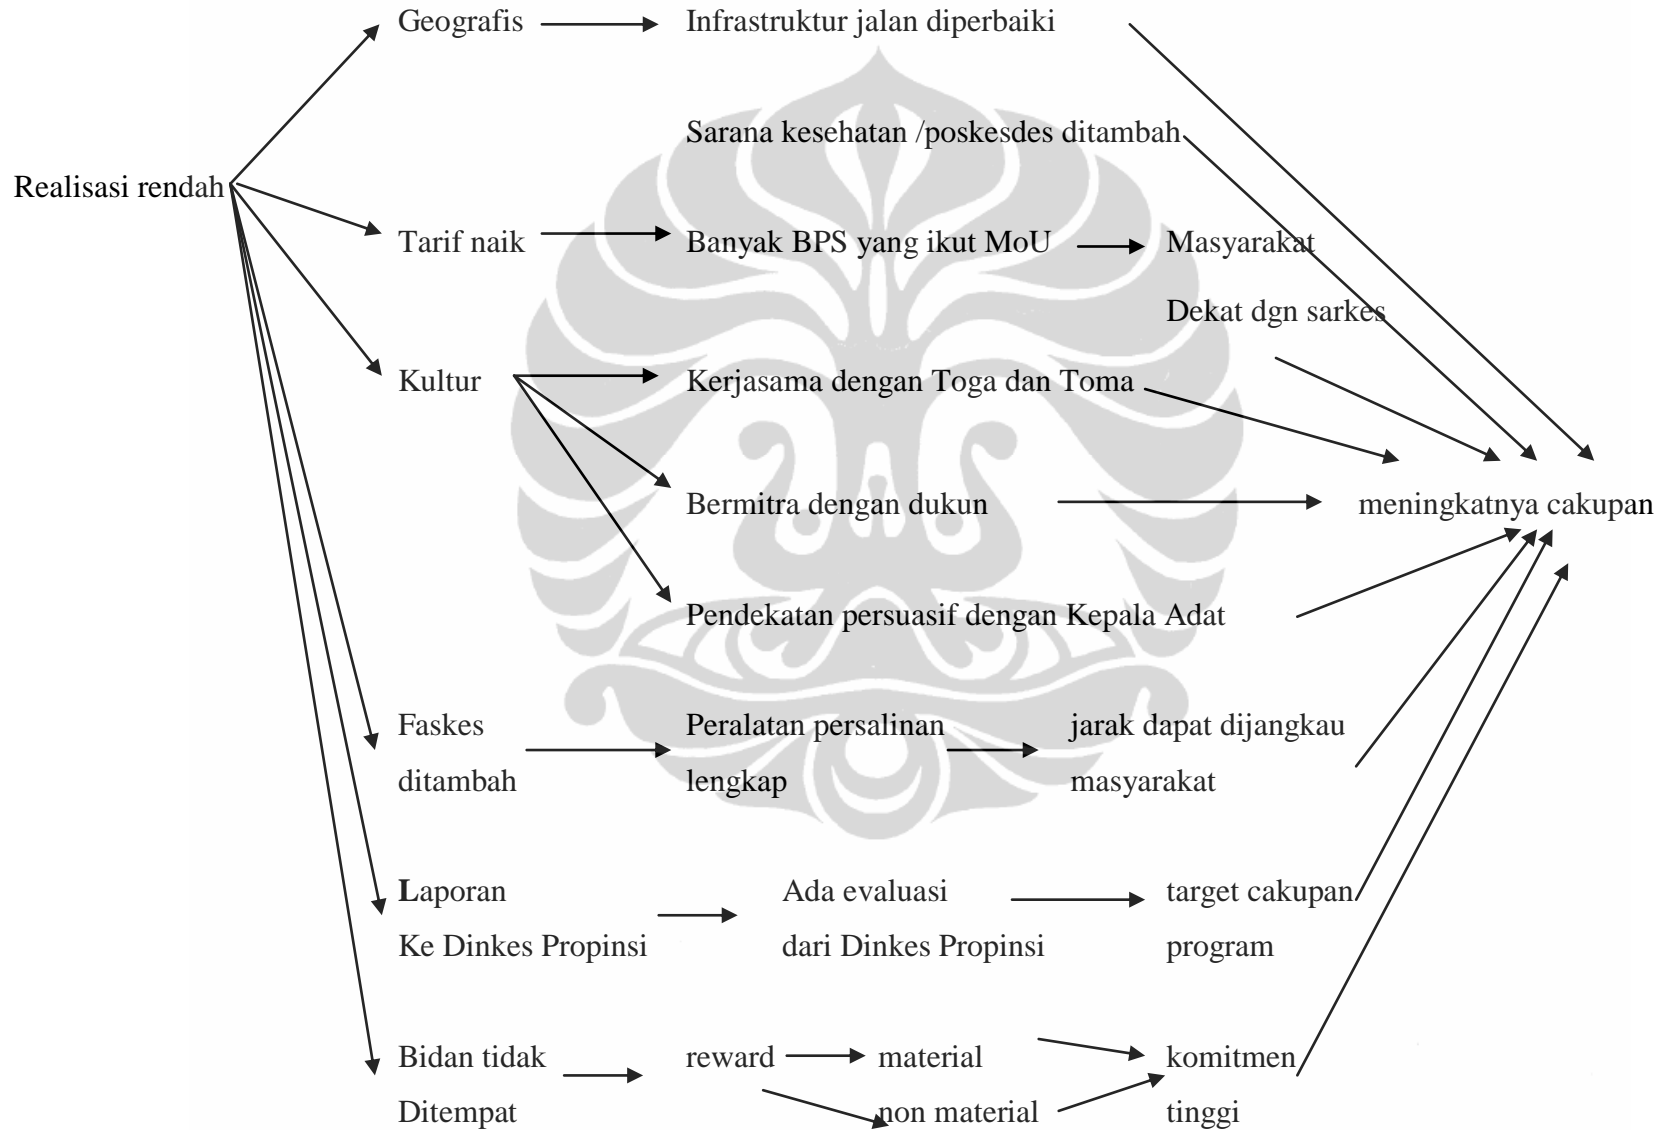 Geografis Infrastruktur jalan diperbaiki
Sarana kesehatan /poskesdes ditambah
Realisasi rendah
Tarif naik Banyak BPS yang ikut MoU Masyarakat
Dekat dgn sarkes
Kultur Kerjasama dengan Toga dan Toma
Bermitra dengan dukun meningkatnya cakupan
Pendekatan persuasif dengan Kepala Adat
Faskes Peralatan persalinan jarak dapat dijangkau
ditambah lengkap masyarakat
Laporan Ada evaluasi target cakupan
Ke Dinkes Propinsi dari Dinkes Propinsi program
Bidan tidak reward material komitmen
Ditempat non material tinggi